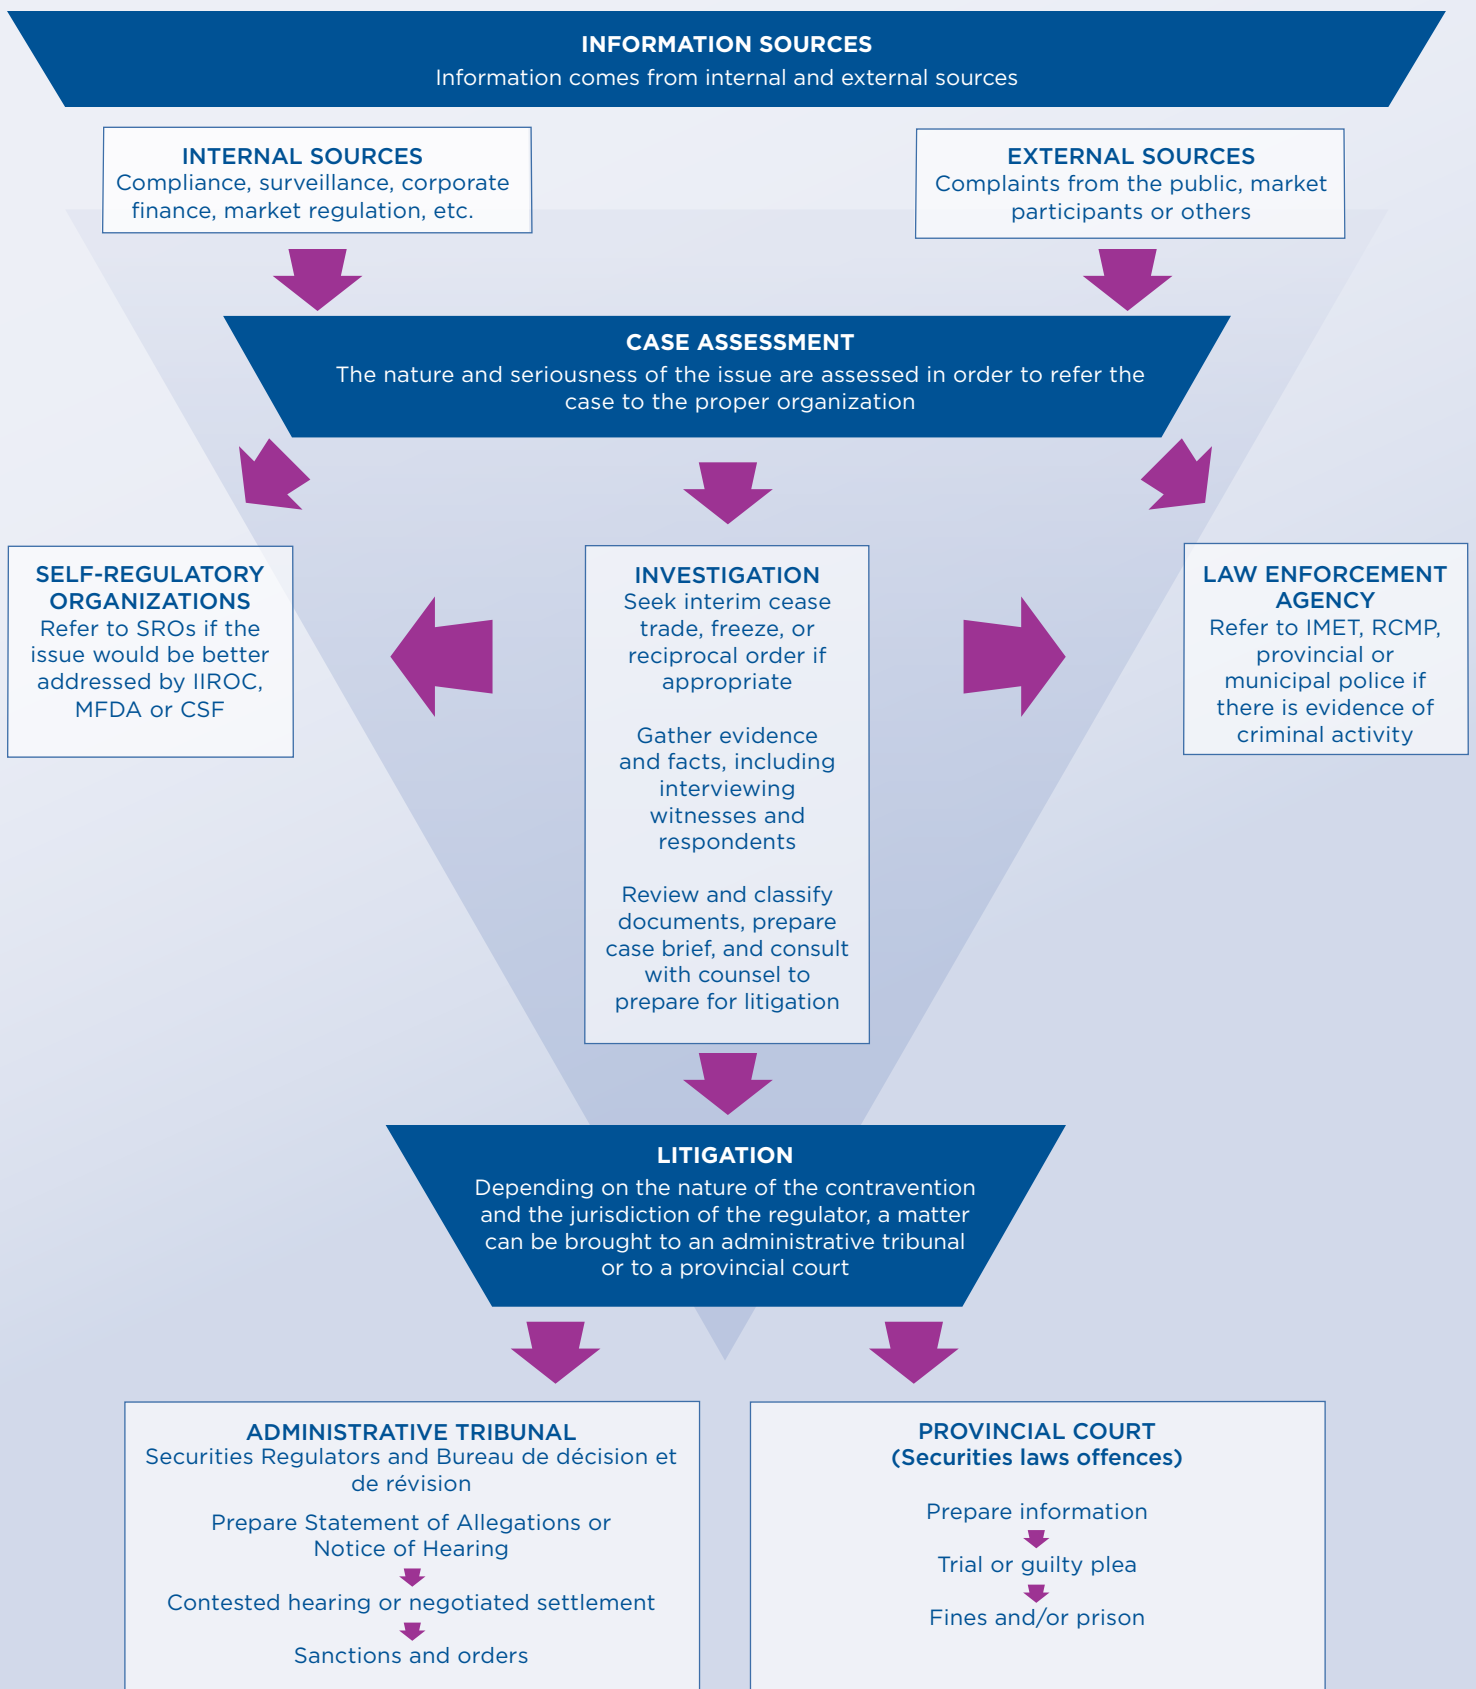 INFORMATION SOURCES
Information comes from internal and external sources
INTERNAL SOURCES
Compliance, surveillance, corporate
finance, market regulation, etc.
EXTERNAL SOURCES
Complaints from the public, market
participants or others
CASE ASSESSMENT
The nature and seriousness of the issue are assessed in order to refer the
case to the proper organization
SELF-REGULATORY
ORGANIZATIONS
Refer to SROs if the
issue would be better
addressed by IIROC,
MFDA or CSF
INVESTIGATION
Seek interim cease
trade, freeze, or
reciprocal order if
appropriate
Gather evidence
and facts, including
interviewing
witnesses and
respondents
Review and classify
documents, prepare
case brief, and consult
with counsel to
prepare for litigation
LAW ENFORCEMENT
AGENCY
Refer to IMET, RCMP,
provincial or
municipal police if
there is evidence of
criminal activity
LITIGATION
Depending on the nature of the contravention
and the jurisdiction of the regulator, a matter
can be brought to an administrative tribunal
or to a provincial court
ADMINISTRATIVE TRIBUNAL
Securities Regulators and Bureau de décision et
de révision
Prepare Statement of Allegations or
Notice of Hearing
Contested hearing or negotiated settlement
Sanctions and orders
PROVINCIAL COURT
(Securities laws offences)
Prepare information
Trial or guilty plea
Fines and/or prison